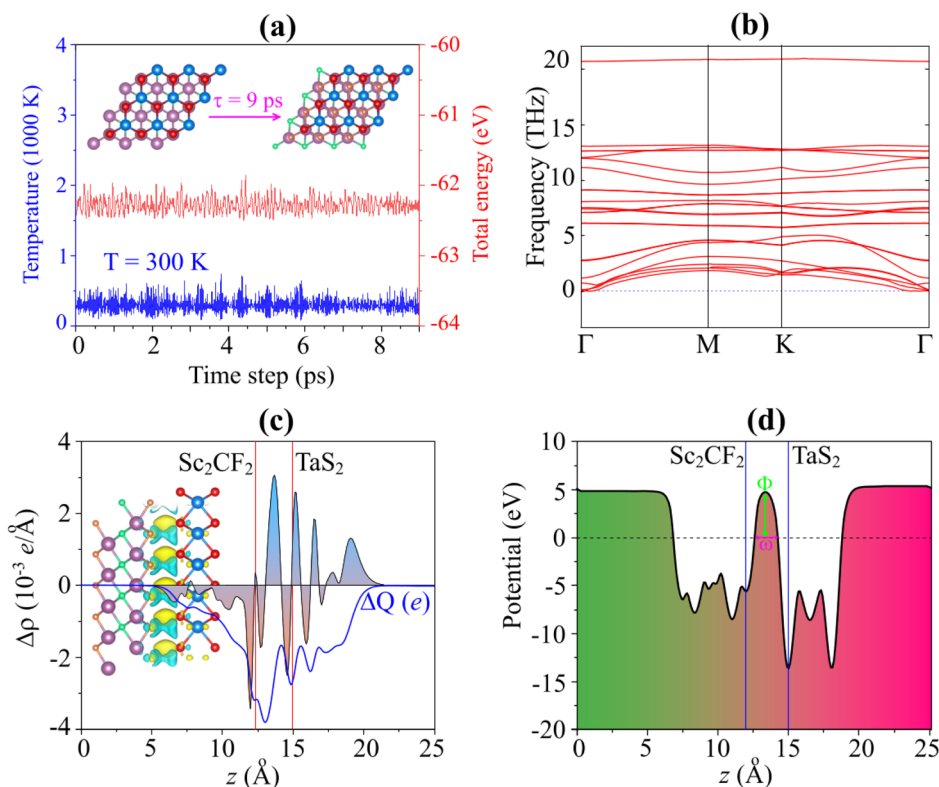 (a)
Temperature (1000 K)
4
3
2
1
0
τ = 9 ps
T = 300 K
-60
-61
-62
-63
-64
Total energy (eV)
0 2 4 6 8
Time step (ps)
(b)
Frequency (THz)
20
15
10
5
0
Γ M K Γ
(c)
Δρ (10⁻³ e/Å)
4
2
0
-2
-4
Sc₂CF₂ TaS₂
ΔQ (e)
0 5 10 15 20 25
z (Å)
(d)
Potential (eV)
10
5
0
-5
-10
-15
-20
Sc₂CF₂ TaS₂
Φ
ω
0 5 10 15 20 25
z (Å)